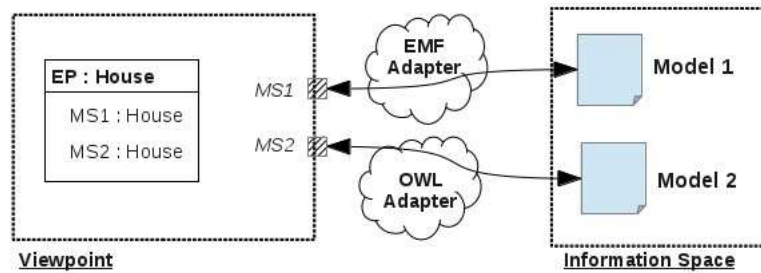 EMF
Adapter
EP : House
MS1 : House
MS2 : House
MS1
MS2
Model 1
OWL
Adapter
Model 2
Viewpoint
Information Space